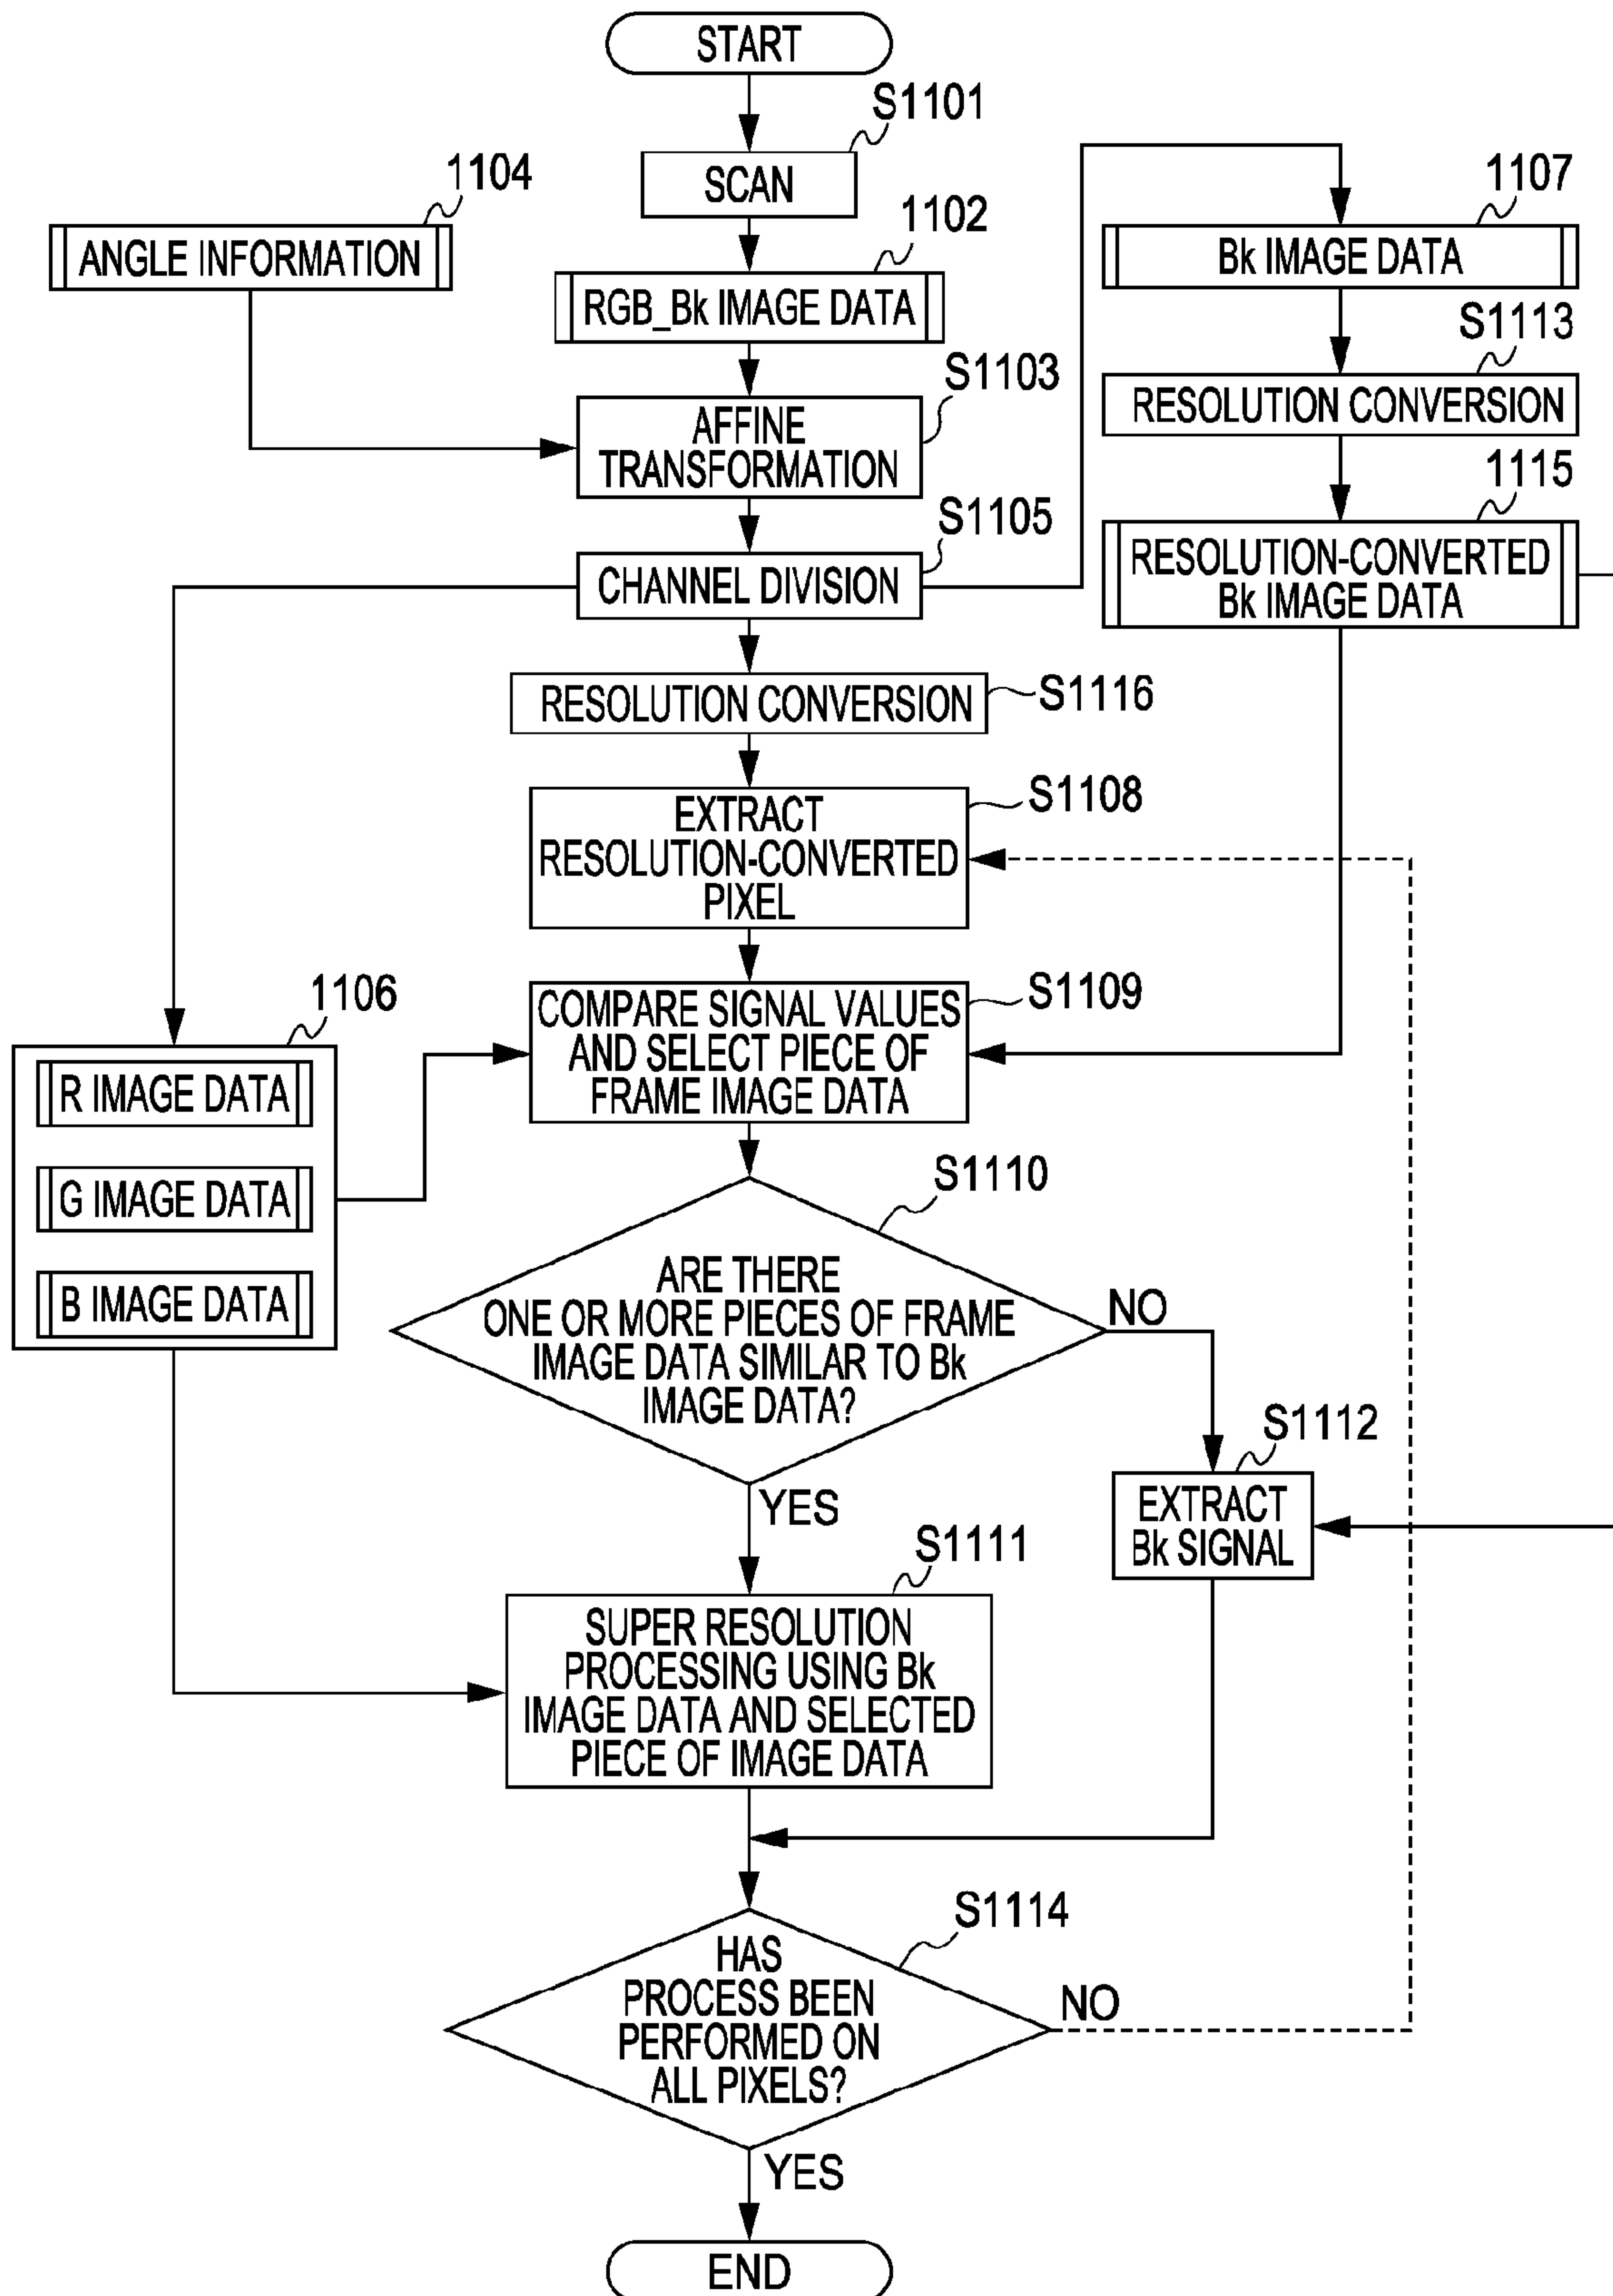 START
S1101
SCAN
1104
ANGLE INFORMATION
1102
RGB_Bk IMAGE DATA
1107
Bk IMAGE DATA
S1113
RESOLUTION CONVERSION
S1103
AFFINE
TRANSFORMATION
1115
RESOLUTION-CONVERTED
Bk IMAGE DATA
S1105
CHANNEL DIVISION
RESOLUTION CONVERSION
S1116
S1108
EXTRACT
RESOLUTION-CONVERTED
PIXEL
S1109
COMPARE SIGNAL VALUES
AND SELECT PIECE OF
FRAME IMAGE DATA
1106
R IMAGE DATA
G IMAGE DATA
B IMAGE DATA
S1110
ARE THERE
ONE OR MORE PIECES OF FRAME
IMAGE DATA SIMILAR TO Bk
IMAGE DATA?
NO
YES
S1112
EXTRACT
Bk SIGNAL
S1111
SUPER RESOLUTION
PROCESSING USING Bk
IMAGE DATA AND SELECTED
PIECE OF IMAGE DATA
S1114
HAS
PROCESS BEEN
PERFORMED ON
ALL PIXELS?
NO
YES
END